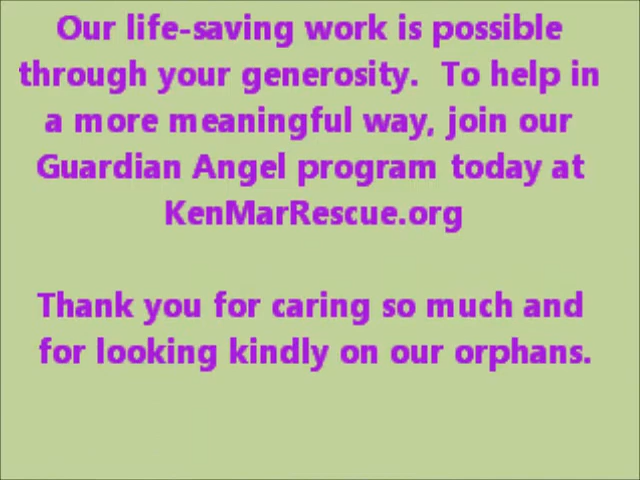 Our life-saving work is possible
through your generosity. To help in
a more meaningful way, join our
Guardian Angel program today at
KenMarRescue.org
Thank you for caring so much and
for looking kindly on our orphans.